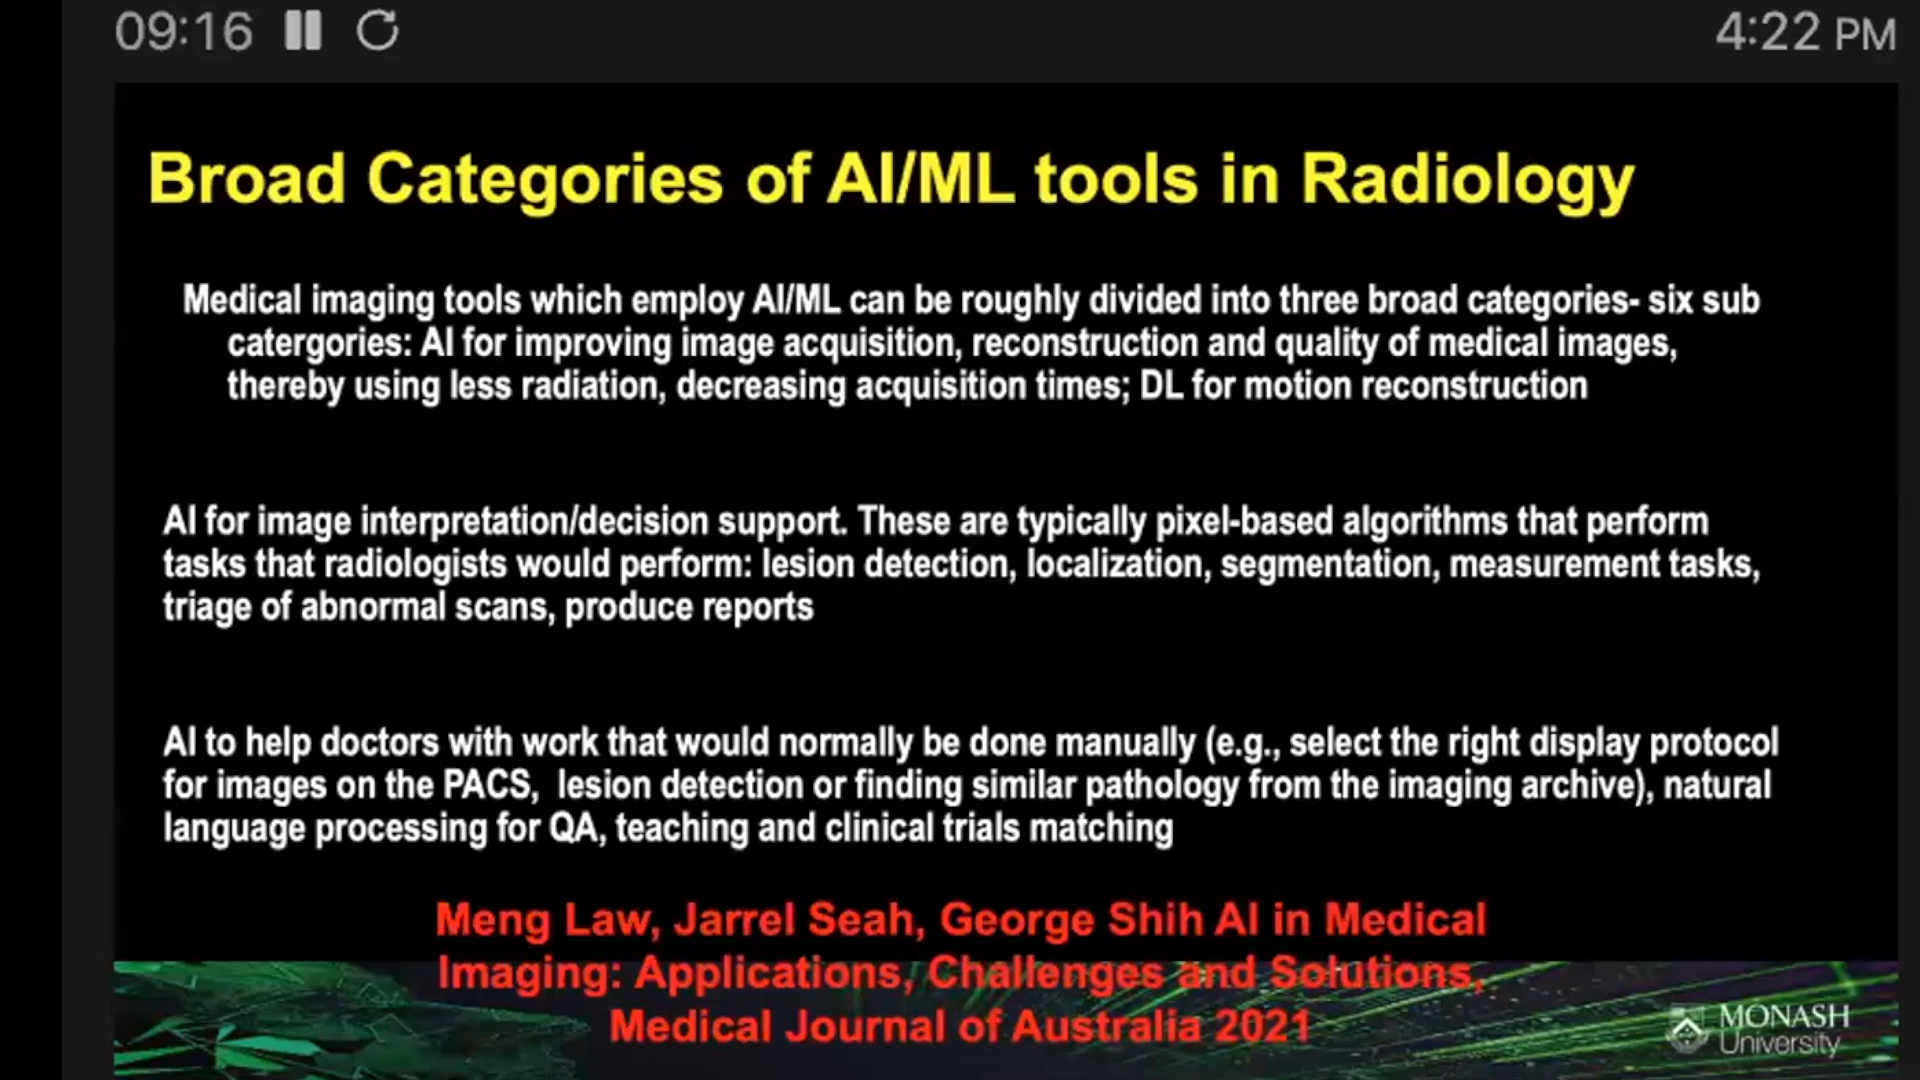 09:16
4:22 PM
Broad Categories of AI/ML tools in Radiology
Medical imaging tools which employ AI/ML can be roughly divided into three broad categories- six sub
catergories: AI for improving image acquisition, reconstruction and quality of medical images,
thereby using less radiation, decreasing acquisition times; DL for motion reconstruction
AI for image interpretation/decision support. These are typically pixel-based algorithms that perform
tasks that radiologists would perform: lesion detection, localization, segmentation, measurement tasks,
triage of abnormal scans, produce reports
AI to help doctors with work that would normally be done manually (e.g., select the right display protocol
for images on the PACS, lesion detection or finding similar pathology from the imaging archive), natural
language processing for QA, teaching and clinical trials matching
Meng Law, Jarrel Seah, George Shih AI in Medical
Imaging: Applications, Challenges and Solutions,
Medical Journal of Australia 2021
MONASH
University